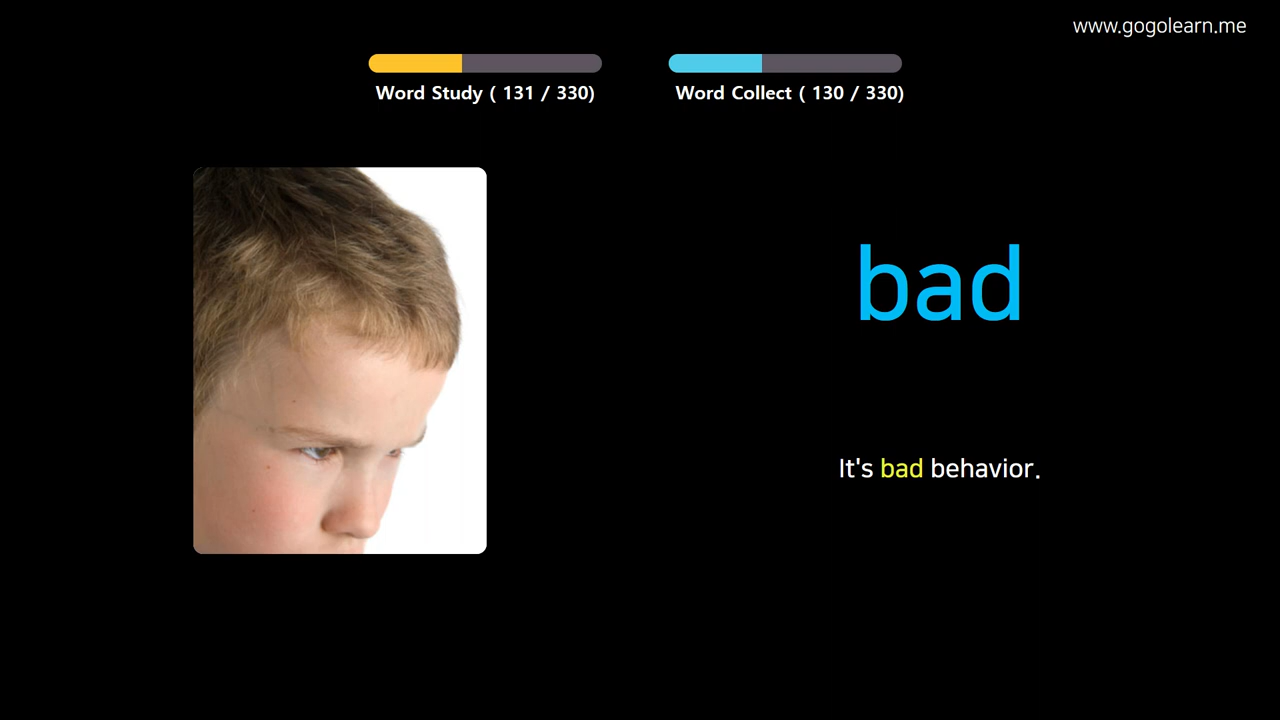 www.gogolearn.me
Word Study ( 131 / 330)
Word Collect ( 130 / 330)
bad
It's bad behavior.